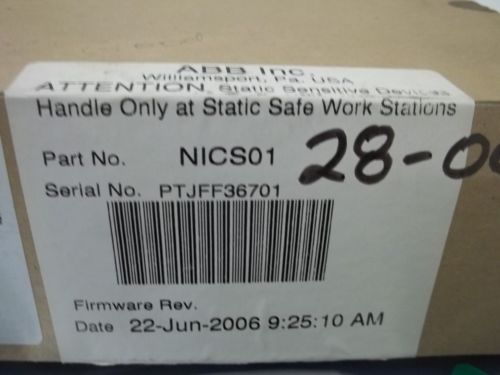 ABB Inc.
Williamsport, Pa. USA
ATTENTION. Static Sensitive Devices
Handle Only at Static Safe Work Stations
Part No. NICS01
28-0
Serial No. PTJFF36701
Firmware Rev.
Date 22-Jun-2006 9:25:10 AM